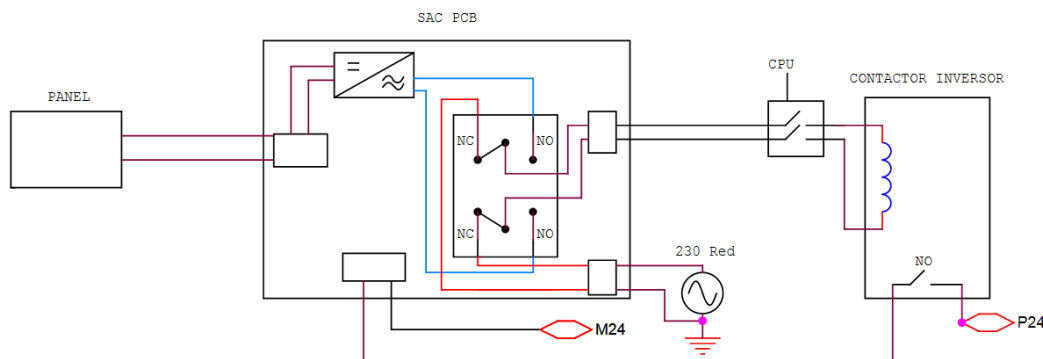 SAC PCB
PANEL
CPU
CONTACTOR INVERSOR
NC
NO
NC
NO
230 Red
NO
M24
P24